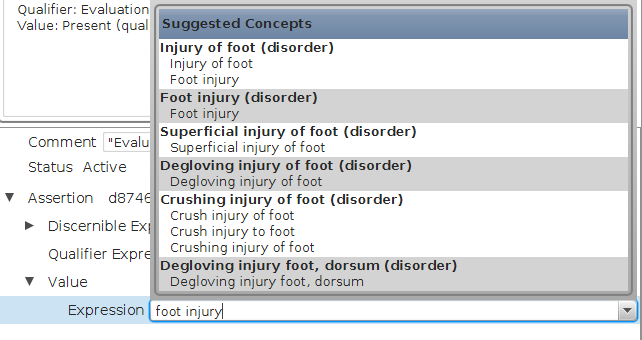 Qualifier: Evaluation
Value: Present (qual
Suggested Concepts
Injury of foot (disorder)
Injury of foot
Foot injury
Foot injury (disorder)
Foot injury
Superficial injury of foot (disorder)
Superficial injury of foot
Degloving injury of foot (disorder)
Degloving injury of foot
Crushing injury of foot (disorder)
Crush injury of foot
Crush injury to foot
Crushing injury of foot
Degloving injury foot, dorsum (disorder)
Degloving injury foot, dorsum
Comment "Evalu
Status Active
Assertion d8746
Discernible Exp
Qualifier Expre
Value
Expression foot injury